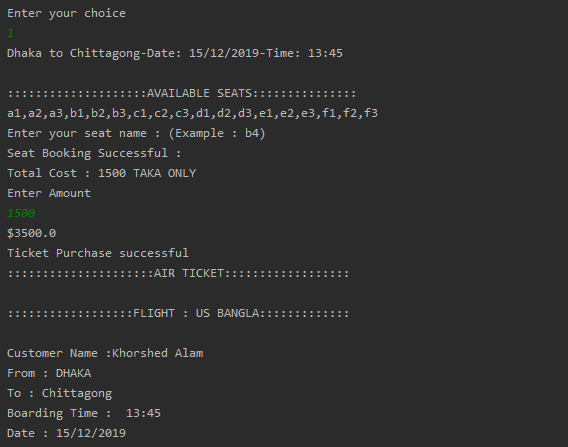 Enter your choice
1
Dhaka to Chittagong-Date: 15/12/2019-Time: 13:45
::::::::::::::::::::AVAILABLE SEATS:::::::::::::::
a1,a2,a3,b1,b2,b3,c1,c2,c3,d1,d2,d3,e1,e2,e3,f1,f2,f3
Enter your seat name : (Example : b4)
Seat Booking Successful :
Total Cost : 1500 TAKA ONLY
Enter Amount
1500
$3500.0
Ticket Purchase successful
:::::::::::::::::::::AIR TICKET::::::::::::::::::
::::::::::::::::::FLIGHT : US BANGLA:::::::::::::
Customer Name :Khorshed Alam
From : DHAKA
To : Chittagong
Boarding Time :  13:45
Date : 15/12/2019